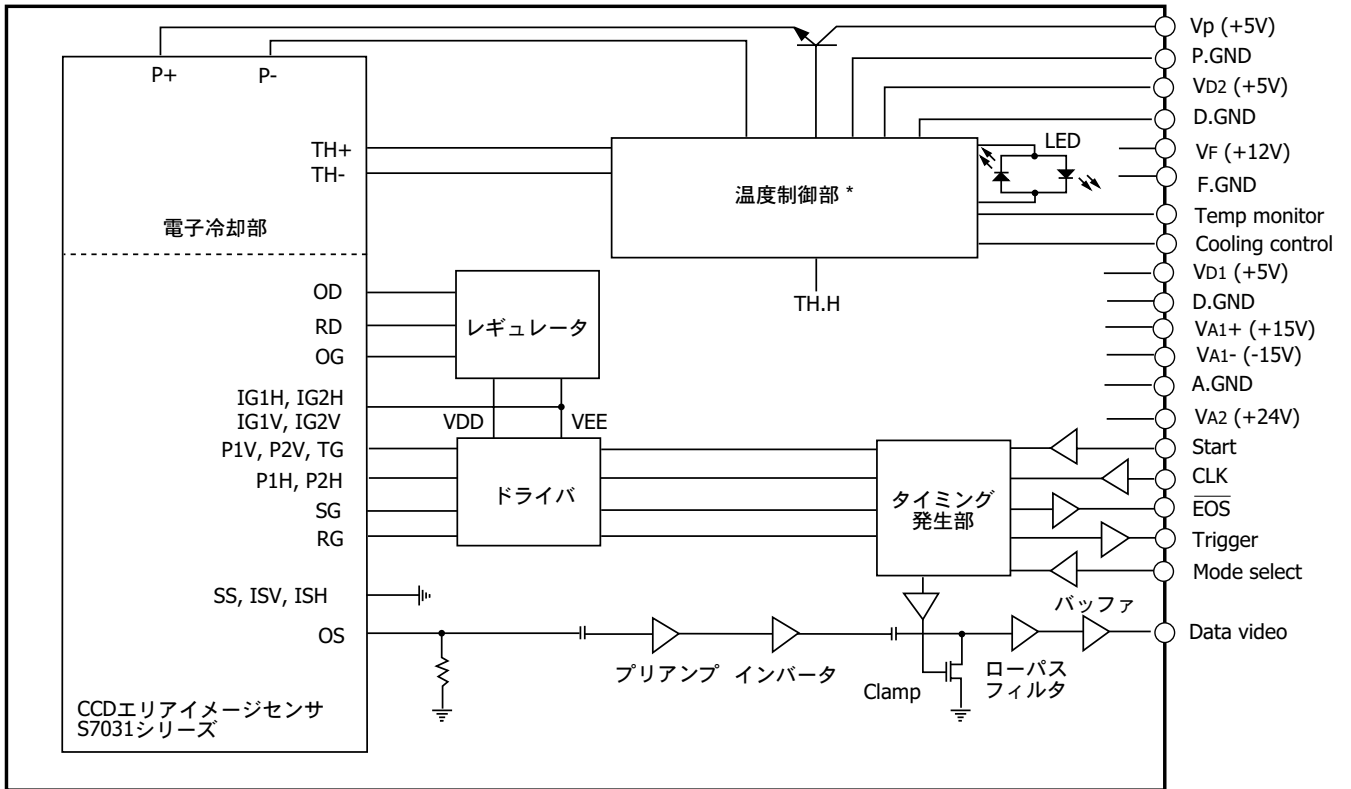 Vp (+5V)
P.GND
VD2 (+5V)
D.GND
LED
VF (+12V)
F.GND
Temp monitor
Cooling control
VD1 (+5V)
D.GND
VA1+ (+15V)
VA1- (-15V)
A.GND
VA2 (+24V)
Start
CLK
EOS
Trigger
Mode select
Data video
P+
P-
TH+
TH-
電子冷却部
温度制御部 *
TH.H
OD
RD
OG
レギュレータ
IG1H, IG2H
IG1V, IG2V
VDD
VEE
P1V, P2V, TG
P1H, P2H
SG
RG
ドライバ
タイミング
発生部
SS, ISV, ISH
OS
プリアンプ
インバータ
Clamp
ローパス
フィルタ
バッファ
CCDエリアイメージセンサ
S7031シリーズ